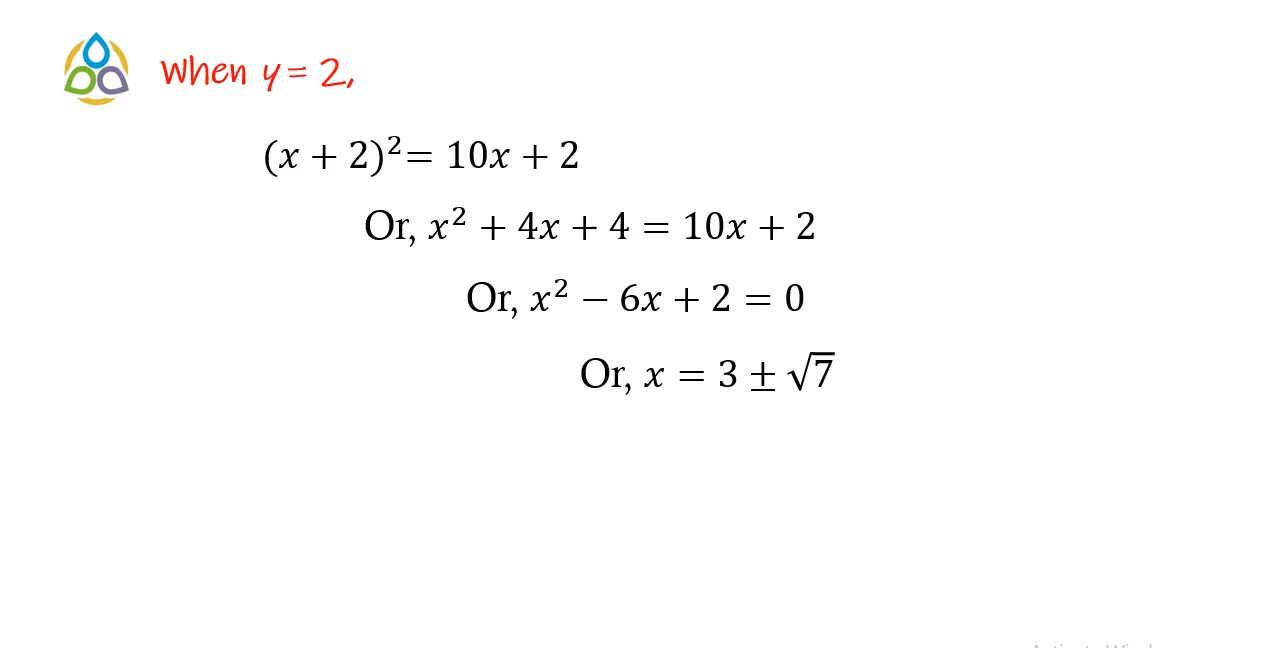 When y = 2,
(x + 2)² = 10x + 2
Or, x² + 4x + 4 = 10x + 2
Or, x² − 6x + 2 = 0
Or, x = 3 ± √7